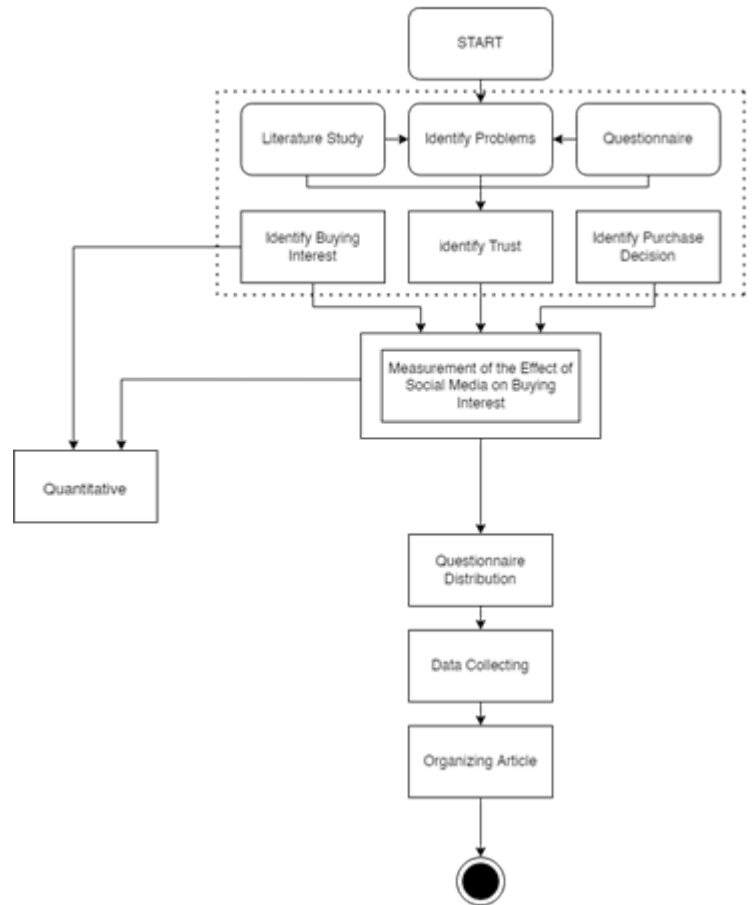 START
Literature Study
Identify Problems
Questionnaire
Identify Buying
Interest
identify Trust
Identify Purchase
Decision
Measurement of the Effect of
Social Media on Buying
Interest
Quantitative
Questionnaire
Distribution
Data Collecting
Organizing Article